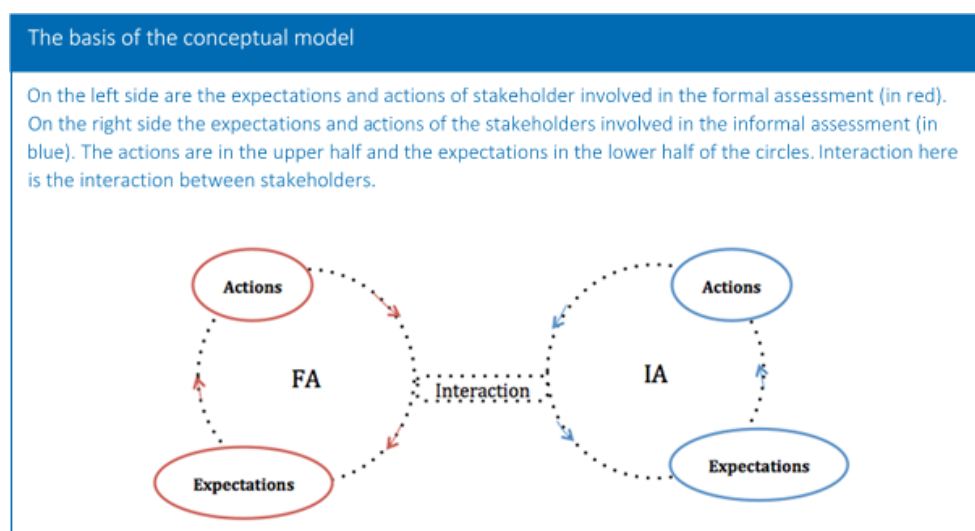 The basis of the conceptual model
On the left side are the expectations and actions of stakeholder involved in the formal assessment (in red).
On the right side the expectations and actions of the stakeholders involved in the informal assessment (in
blue). The actions are in the upper half and the expectations in the lower half of the circles. Interaction here
is the interaction between stakeholders.
Actions
Actions
FA
IA
Interaction
Expectations
Expectations